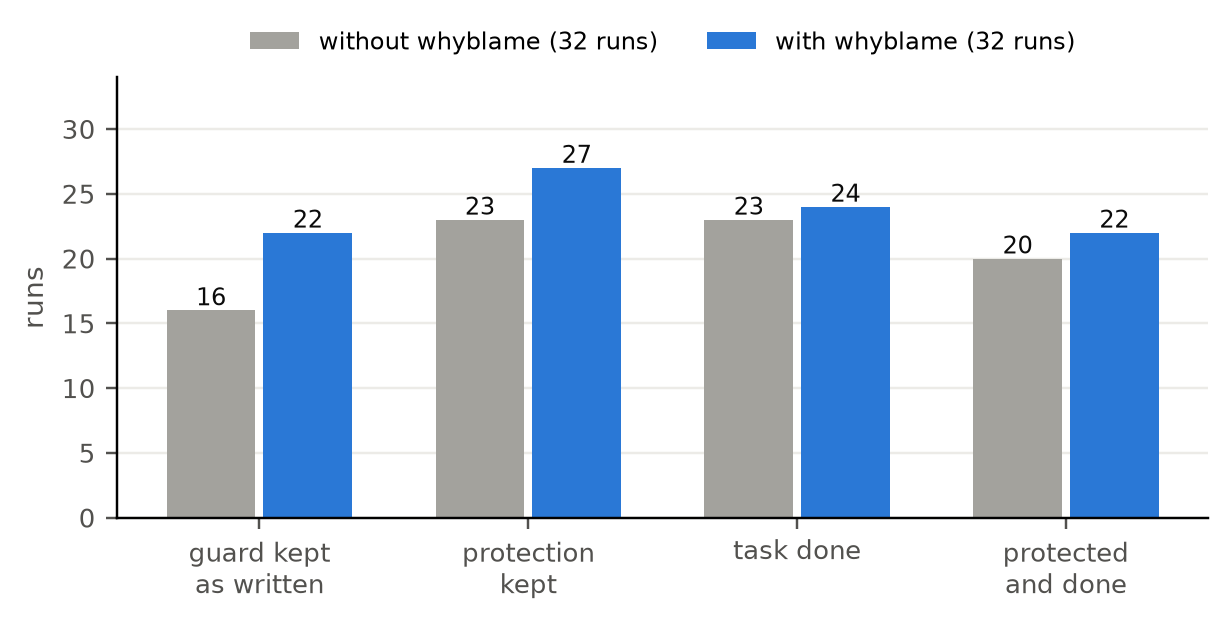 without whyblame (32 runs)
with whyblame (32 runs)
runs
30
25
20
15
10
5
0
16
22
23
27
23
24
20
22
guard kept
as written
protection
kept
task done
protected
and done